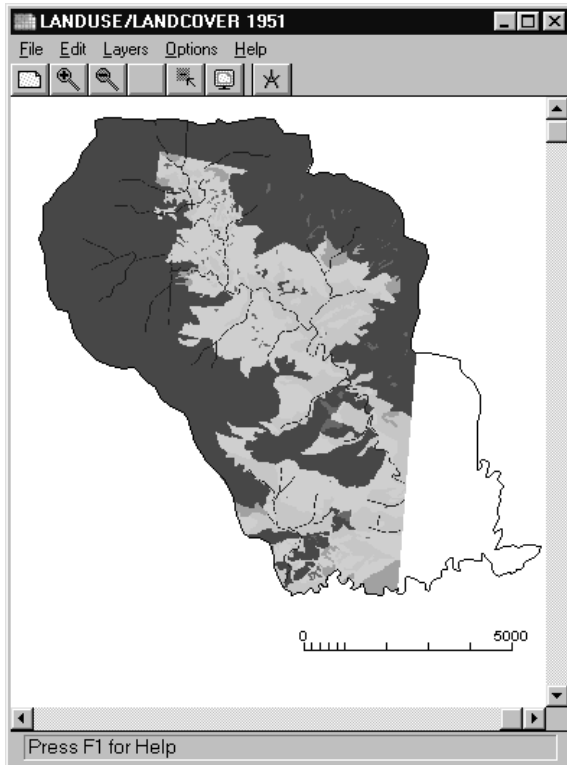 LANDUSE/LANDCOVER 1951
File Edit Layers Options Help
0 5000
Press F1 for Help